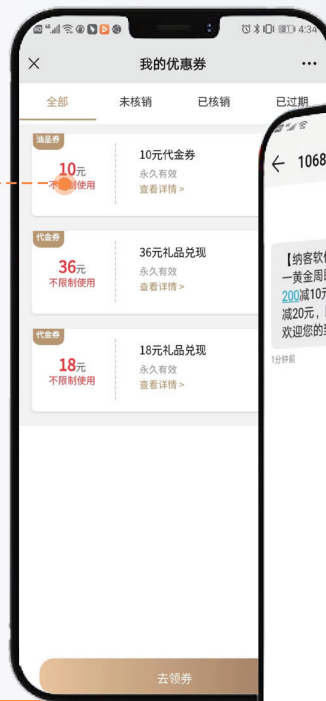 4:34
我的优惠券
全部
未核销
已核销
已过期
油品券
10元
不限制使用
10元代金券
永久有效
查看详情 >
代金券
36元
不限制使用
36元礼品兑现
永久有效
查看详情 >
代金券
18元
不限制使用
18元礼品兑现
永久有效
查看详情 >
去领券
1068
【纳客软
一黄金周
200减10元
减20元，
欢迎您的
1分钟前